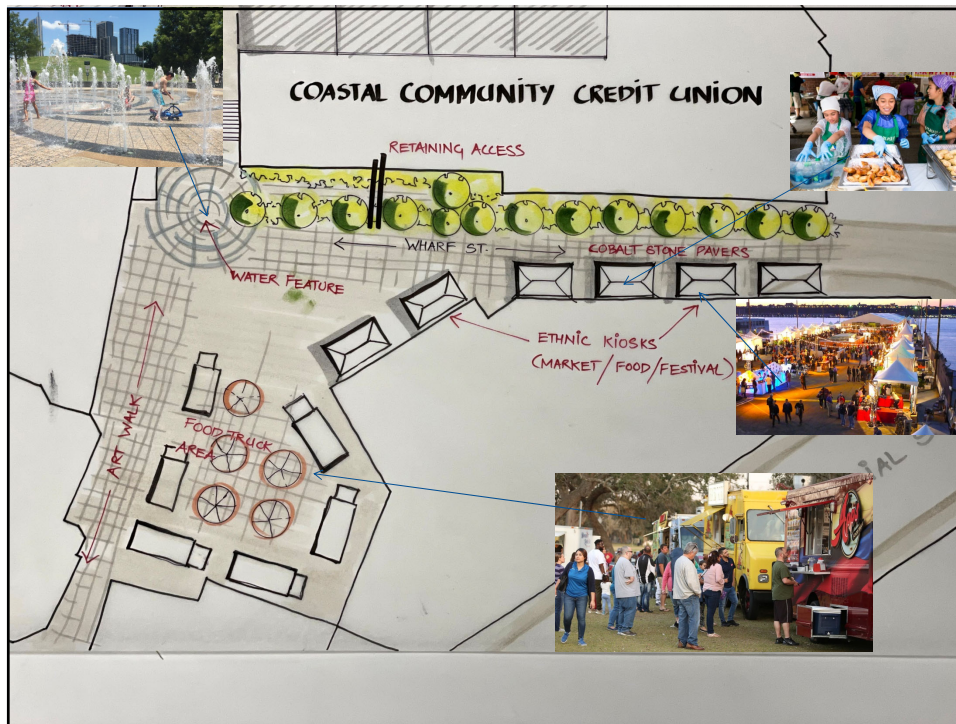 COASTAL COMMUNITY CREDIT UNION
RETAINING ACCESS
WHARF ST.
COBALT STONE PAVERS
WATER FEATURE
ETHNIC KIOSKS
(MARKET/FOOD/FESTIVAL)
ART WALK
FOOD TRUCK
AREA